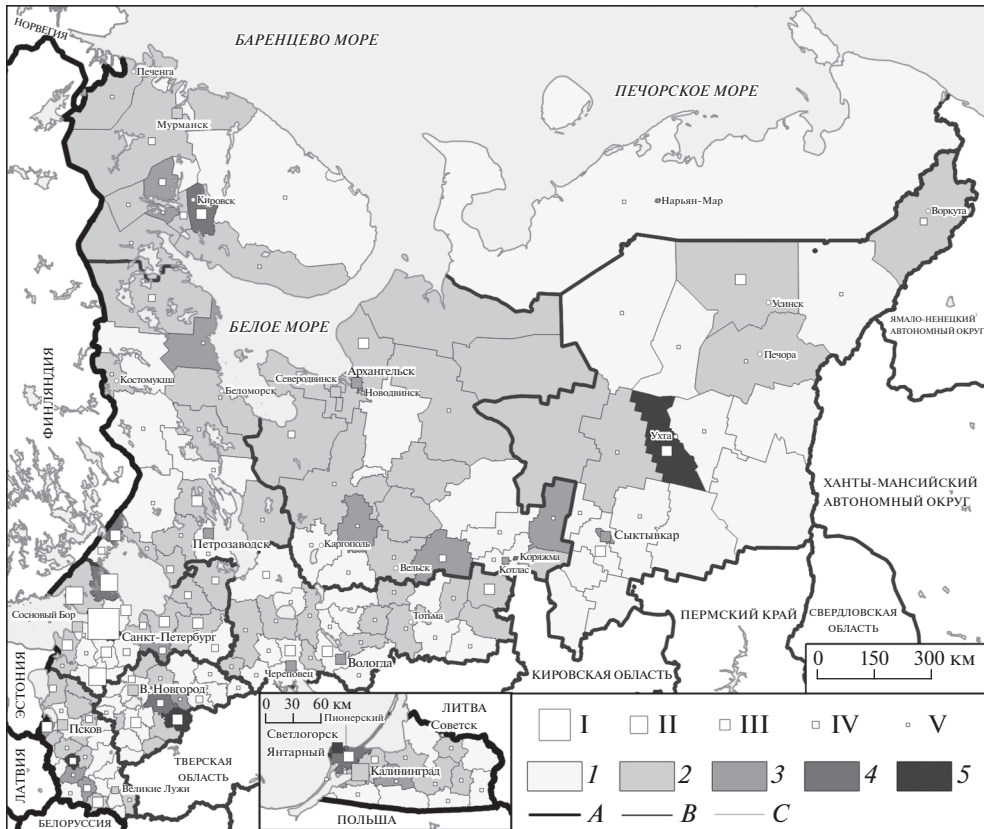 НОРВЕГИЯ
БАРЕНЦЕВО МОРЕ
ПЕЧОРСКОЕ МОРЕ
Печенга
Мурманск
Кировск
Нарьян-Мар
Воркута
Усинск
ЯМАЛО-НЕНЕЦКИЙ
АВТОНОМНЫЙ ОКРУГ
БЕЛОЕ МОРЕ
Печора
ФИНЛЯНДИЯ
Костомукша
Беломорск
Северодвинск
Архангельск
Новодвинск
Ухта
ХАНТЫ-МАНСИЙСКИЙ
АВТОНОМНЫЙ ОКРУГ
Петрозаводск
Каргополь
Вельск
Коряжма
Котлас
Сыктывкар
Сосновый Бор
Санкт-Петербург
Тотьма
ПЕРМСКИЙ КРАЙ
СВЕРДЛОВСКАЯ
ОБЛАСТЬ
КИРОВСКАЯ ОБЛАСТЬ
0 150 300 КМ
ЭСТОНИЯ
Череповец
Вологда
В. Новгород
Псков
ЛАТВИЯ
ТВЕРСКАЯ
ОБЛАСТЬ
Великие Лужи
БЕЛОРУССИЯ
0 30 60 КМ
Пионерский
Светлогорск
Янтарный
ЛИТВА
Советск
Калининград
ПОЛЬША
I II III IV V
1 2 3 4 5
A B C